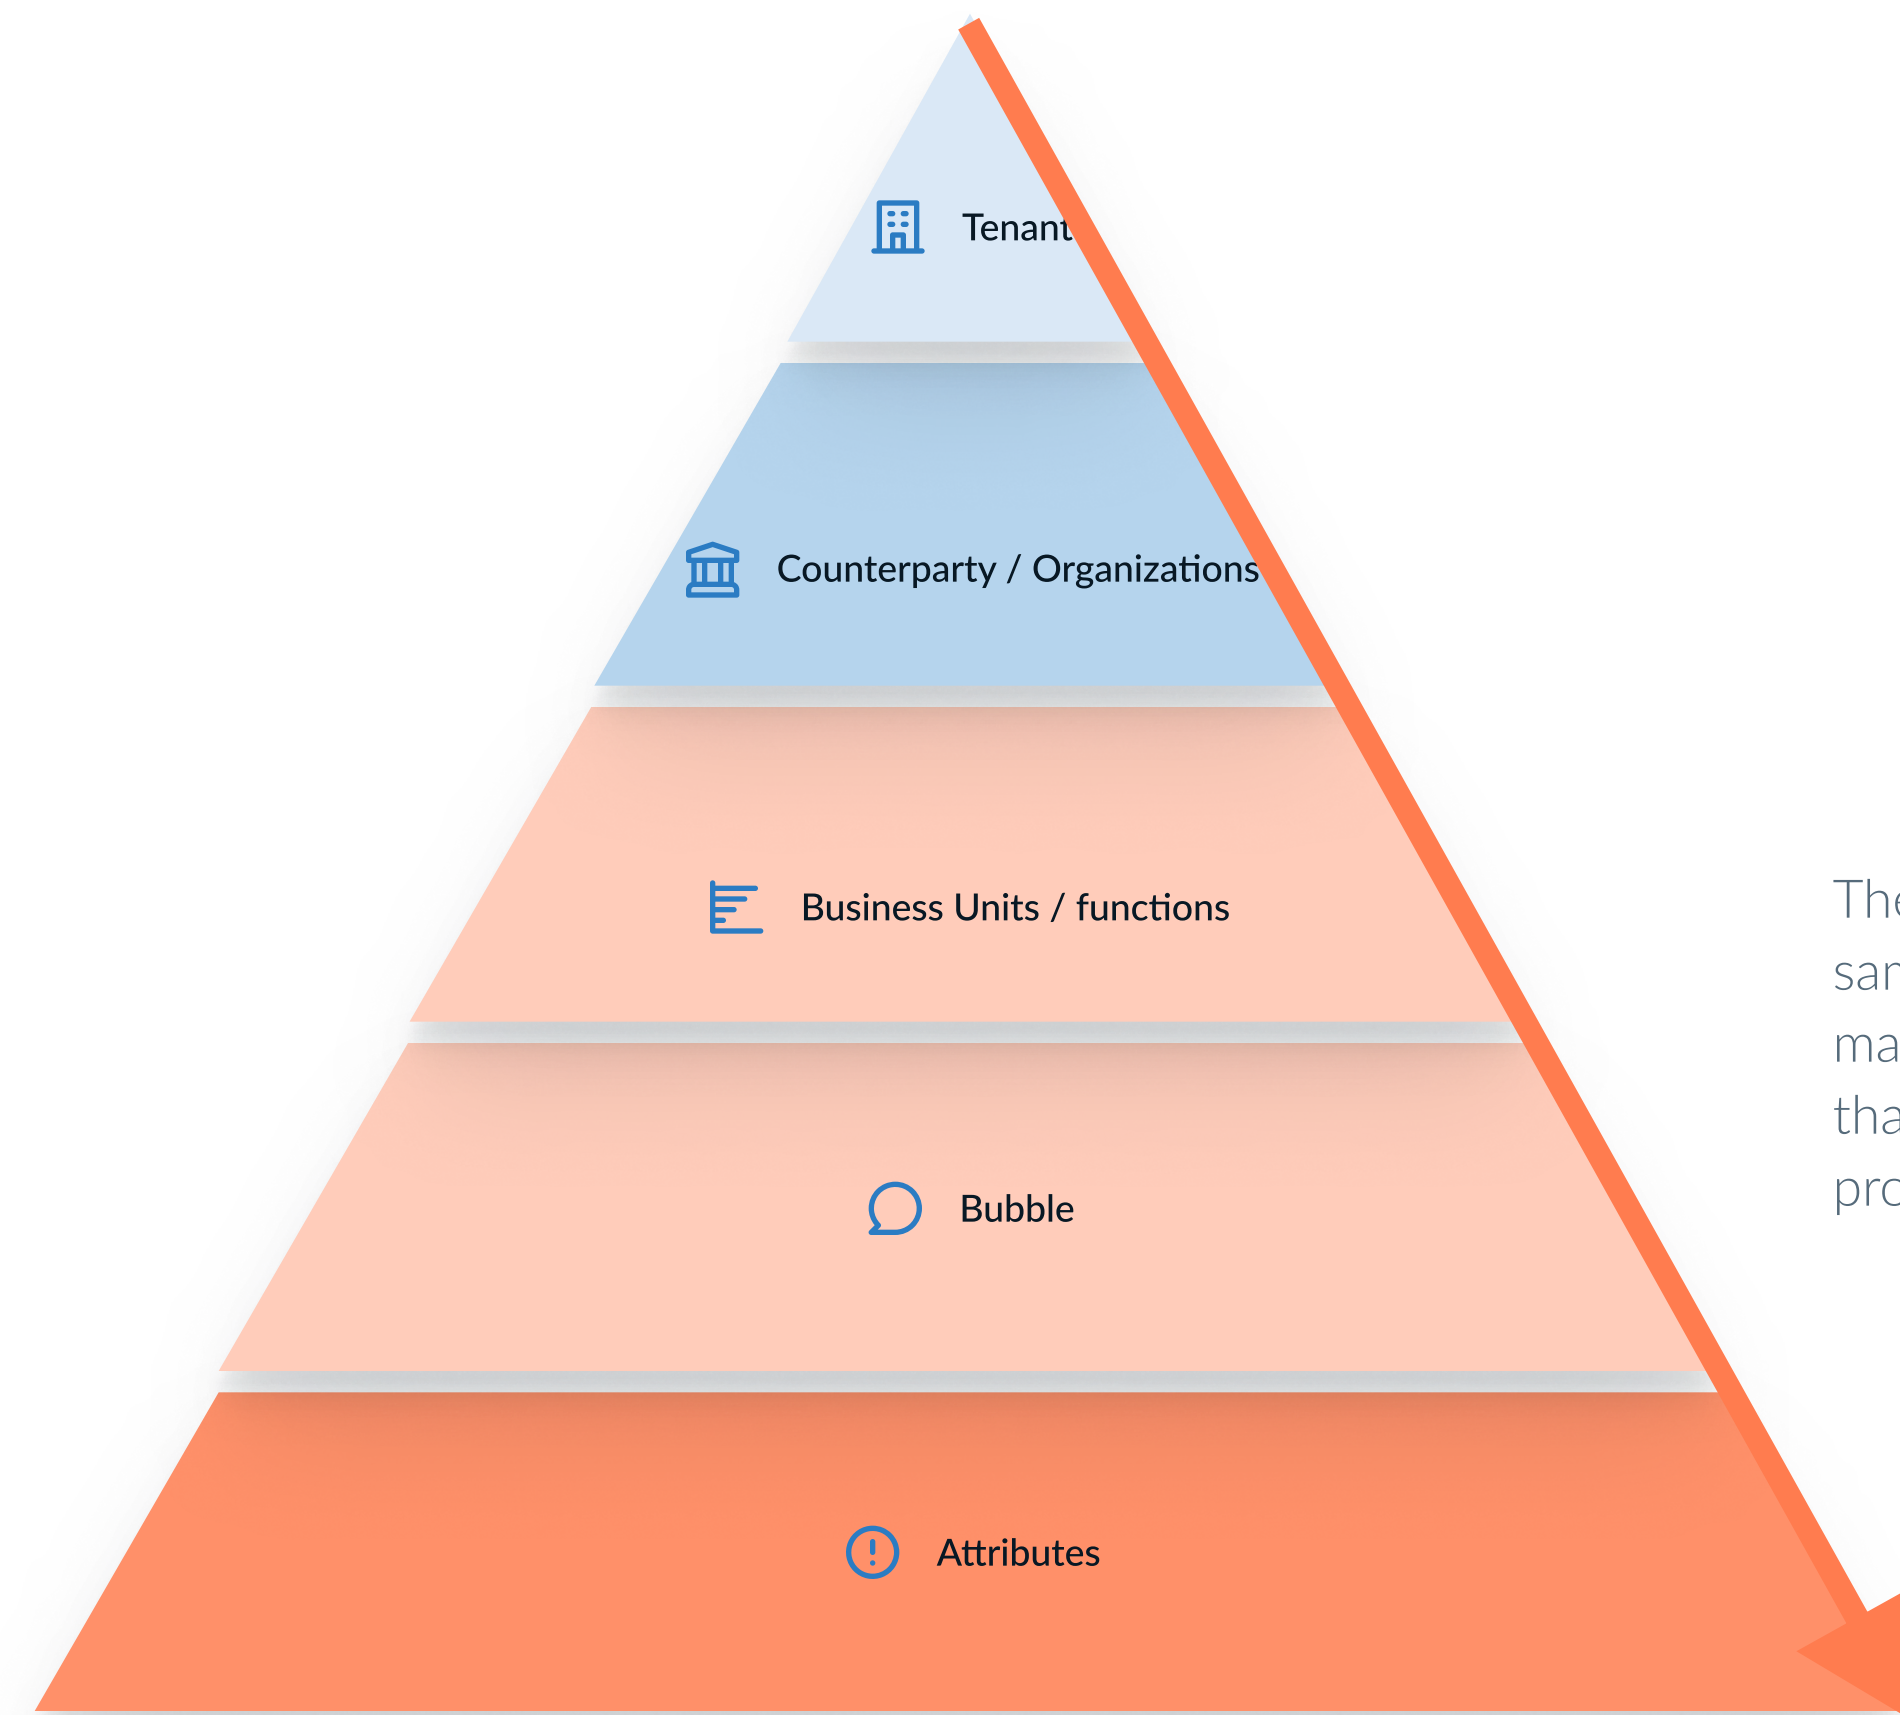 Tenant
Counterparty / Organizations
Business Units / functions
Bubble
Attributes